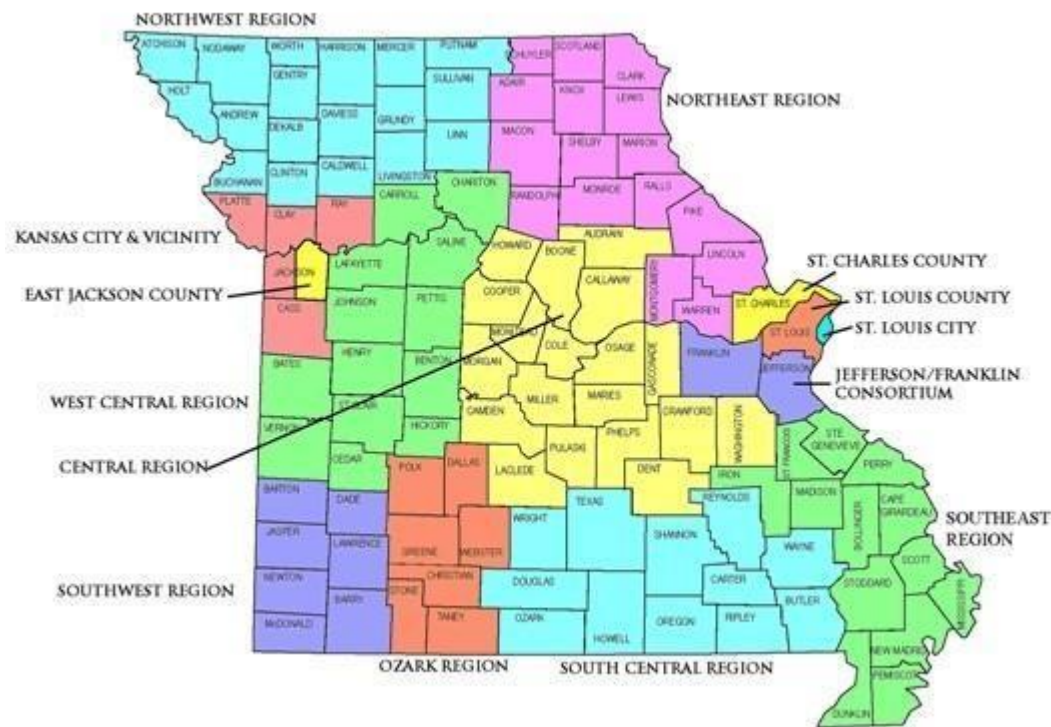 NORTHWEST REGION
ATCHISON
NODAWAY
WORTH
HARRISON
MERCER
PUTNAM
SCHUYLER
SCOTLAND
CLARK
GENTRY
SULLIVAN
ADAIR
KNOX
LEWIS
NORTHEAST REGION
HOLT
ANDREW
DEKALB
DAVIESS
GRUNDY
LINN
MACON
SHELBY
MARION
BUCHANAN
CLINTON
CALDWELL
LIVINGSTON
CHARITON
RANDOLPH
MONROE
RALLS
PIKE
PLATTE
CLAY
RAY
CARROLL
KANSAS CITY & VICINITY
SALINE
HOWARD
BOONE
AUDRAIN
LINCOLN
ST. CHARLES COUNTY
JACKSON
LAFAYETTE
CALLAWAY
MONTGOMERY
WARREN
ST. CHARLES
EAST JACKSON COUNTY
ST. LOUIS COUNTY
CASS
JOHNSON
PETTIS
COOPER
ST. LOUIS
ST. LOUIS CITY
COLE
OSAGE
GASCONADE
FRANKLIN
JEFFERSON
JEFFERSON/FRANKLIN
CONSORTIUM
BATES
HENRY
BENTON
MORGAN
WEST CENTRAL REGION
ST CLAIR
HICKORY
CAMDEN
MILLER
MARIES
CRAWFORD
WASHINGTON
STE.
GENEVIEVE
VERNON
PHELPS
ST FRANCOIS
PERRY
CENTRAL REGION
CEDAR
POLK
DALLAS
LACLEDE
PULASKI
DENT
IRON
MADISON
BOLLINGER
CAPE
GIRARDEAU
BARTON
DADE
TEXAS
REYNOLDS
SOUTHEAST
REGION
JASPER
LAWRENCE
GREENE
WEBSTER
WRIGHT
SHANNON
WAYNE
SCOTT
SOUTHWEST REGION
NEWTON
BARRY
STONE
CHRISTIAN
DOUGLAS
CARTER
BUTLER
STODDARD
MISSISSIPPI
McDONALD
TANEY
OZARK
HOWELL
OREGON
RIPLEY
NEW MADRID
OZARK REGION
SOUTH CENTRAL REGION
PEMISCOT
DUNKLIN